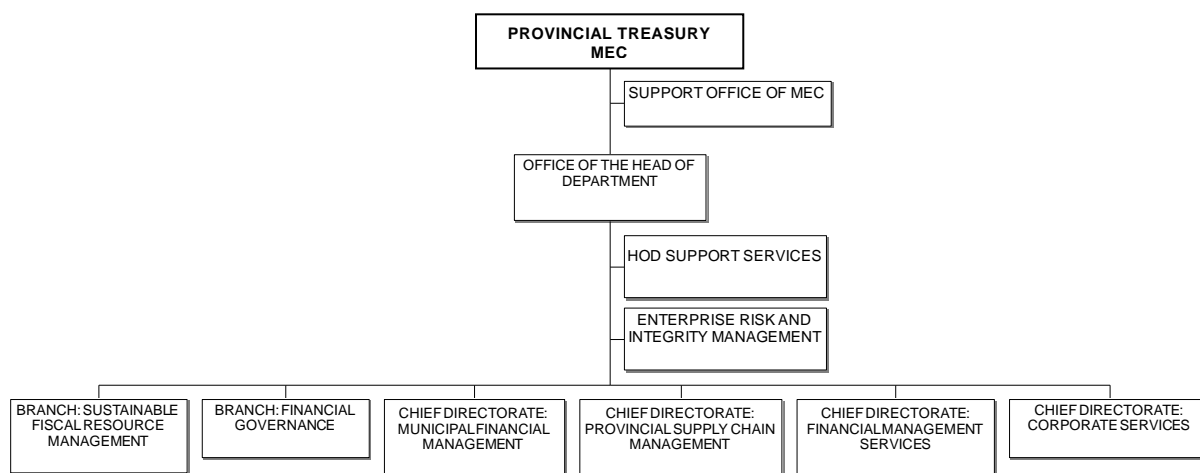 PROVINCIAL TREASURY
MEC
SUPPORT OFFICE OF MEC
OFFICE OF THE HEAD OF
DEPARTMENT
HOD SUPPORT SERVICES
ENTERPRISE RISK AND
INTEGRITY MANAGEMENT
BRANCH: SUSTAINABLE
FISCAL RESOURCE
MANAGEMENT
BRANCH: FINANCIAL
GOVERNANCE
CHIEF DIRECTORATE:
MUNICIPAL FINANCIAL
MANAGEMENT
CHIEF DIRECTORATE:
PROVINCIAL SUPPLY CHAIN
MANAGEMENT
CHIEF DIRECTORATE:
FINANCIAL MANAGEMENT
SERVICES
CHIEF DIRECTORATE:
CORPORATE SERVICES